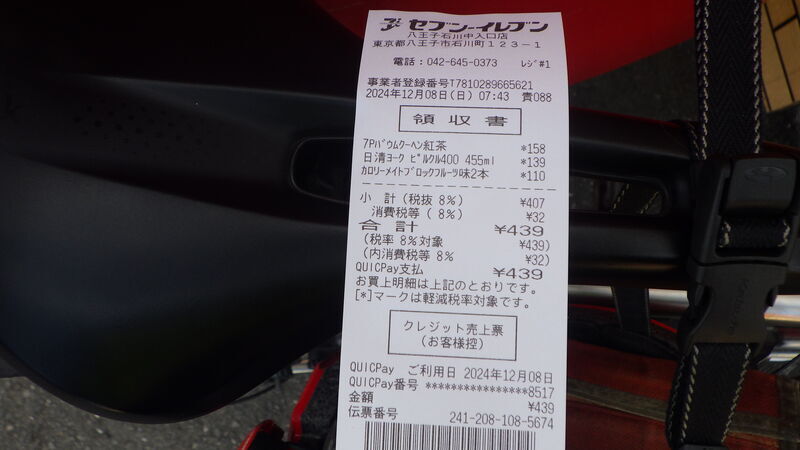 セブン-イレブン
八王子石川中入口店
東京都八王子市石川町123-1
電話:042-645-0373 レジ#1
事業者登録番号T7810289665621
2024年12月08日(日) 07:43 責088
領収書
7Pバウムクーヘン紅茶 *158
日清ヨーク ピルクル400 455ml *139
カロリーメイトブロックフルーツ味2本 *110
小計(税抜 8%) ¥407
消費税等( 8%) ¥32
合計 ¥439
(税率 8%対象 ¥439)
(内消費税等 8% ¥32)
QUICPay支払 ¥439
お買上明細は上記のとおりです。
[*]マークは軽減税率対象です。
クレジット売上票
(お客様控)
QUICPay ご利用日 2024年12月08日
QUICPay番号 ****************8517
金額 ¥439
伝票番号 241-208-108-5674